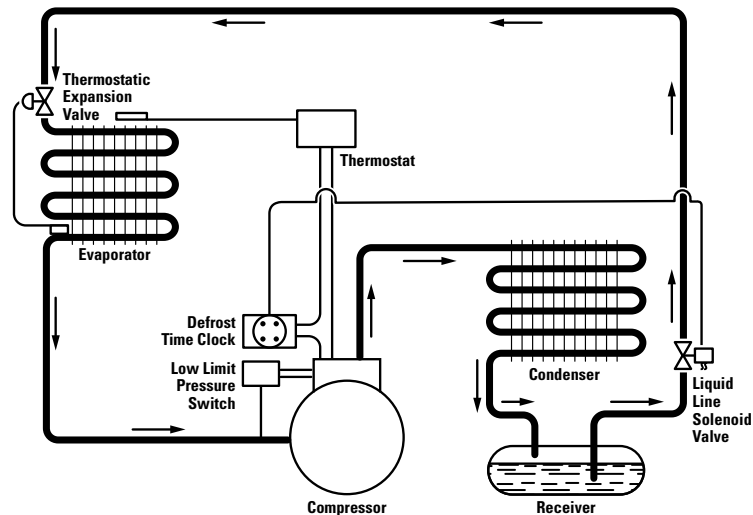 Thermostatic
Expansion
Valve
Thermostat
Evaporator
Defrost
Time Clock
Low Limit
Pressure
Switch
Condenser
Liquid
Line
Solenoid
Valve
Compressor
Receiver